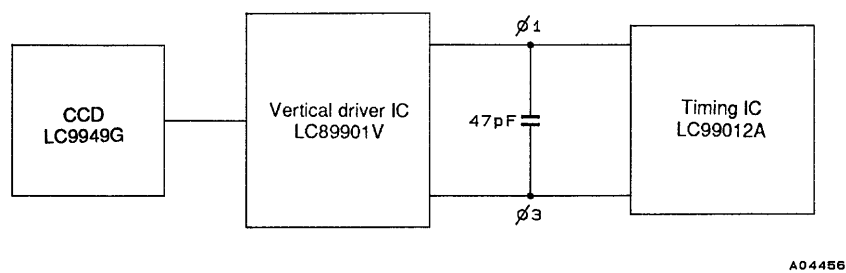 ø1
CCD
LC9949G
Vertical driver IC
LC89901V
47pF
Timing IC
LC99012A
ø3
A04456